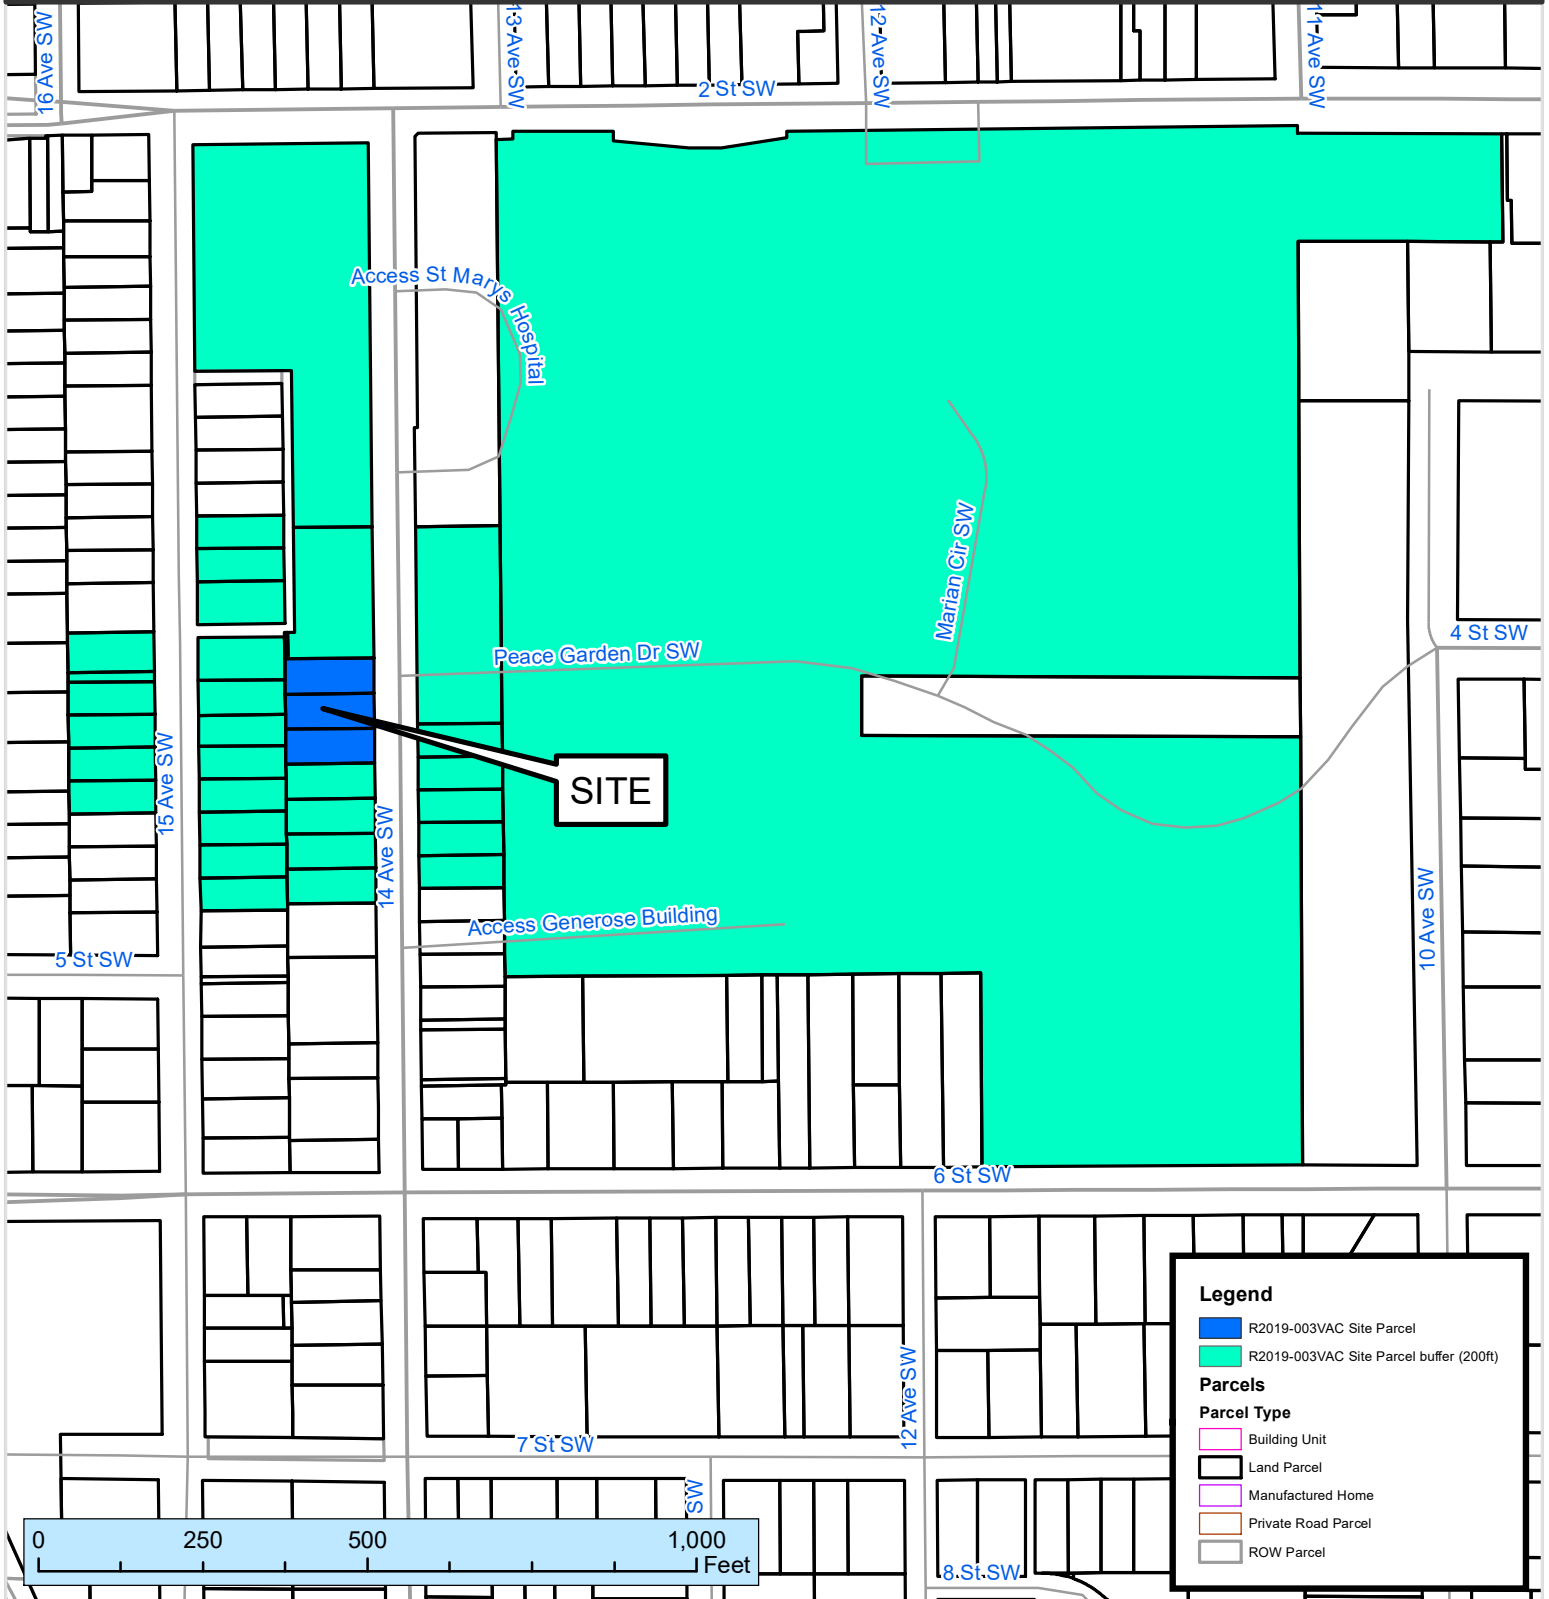 16 Ave SW
13 Ave SW
12 Ave SW
11 Ave SW
2 St SW
Access St Marys Hospital
Marian Cir SW
4 St SW
Peace Garden Dr SW
15 Ave SW
SITE
14 Ave SW
10 Ave SW
Access Generose Building
5 St SW
6 St SW
12 Ave SW
7 St SW
SW
8 St SW
0 250 500 1,000
Feet
Legend
R2019-003VAC Site Parcel
R2019-003VAC Site Parcel buffer (200ft)
Parcels
Parcel Type
Building Unit
Land Parcel
Manufactured Home
Private Road Parcel
ROW Parcel